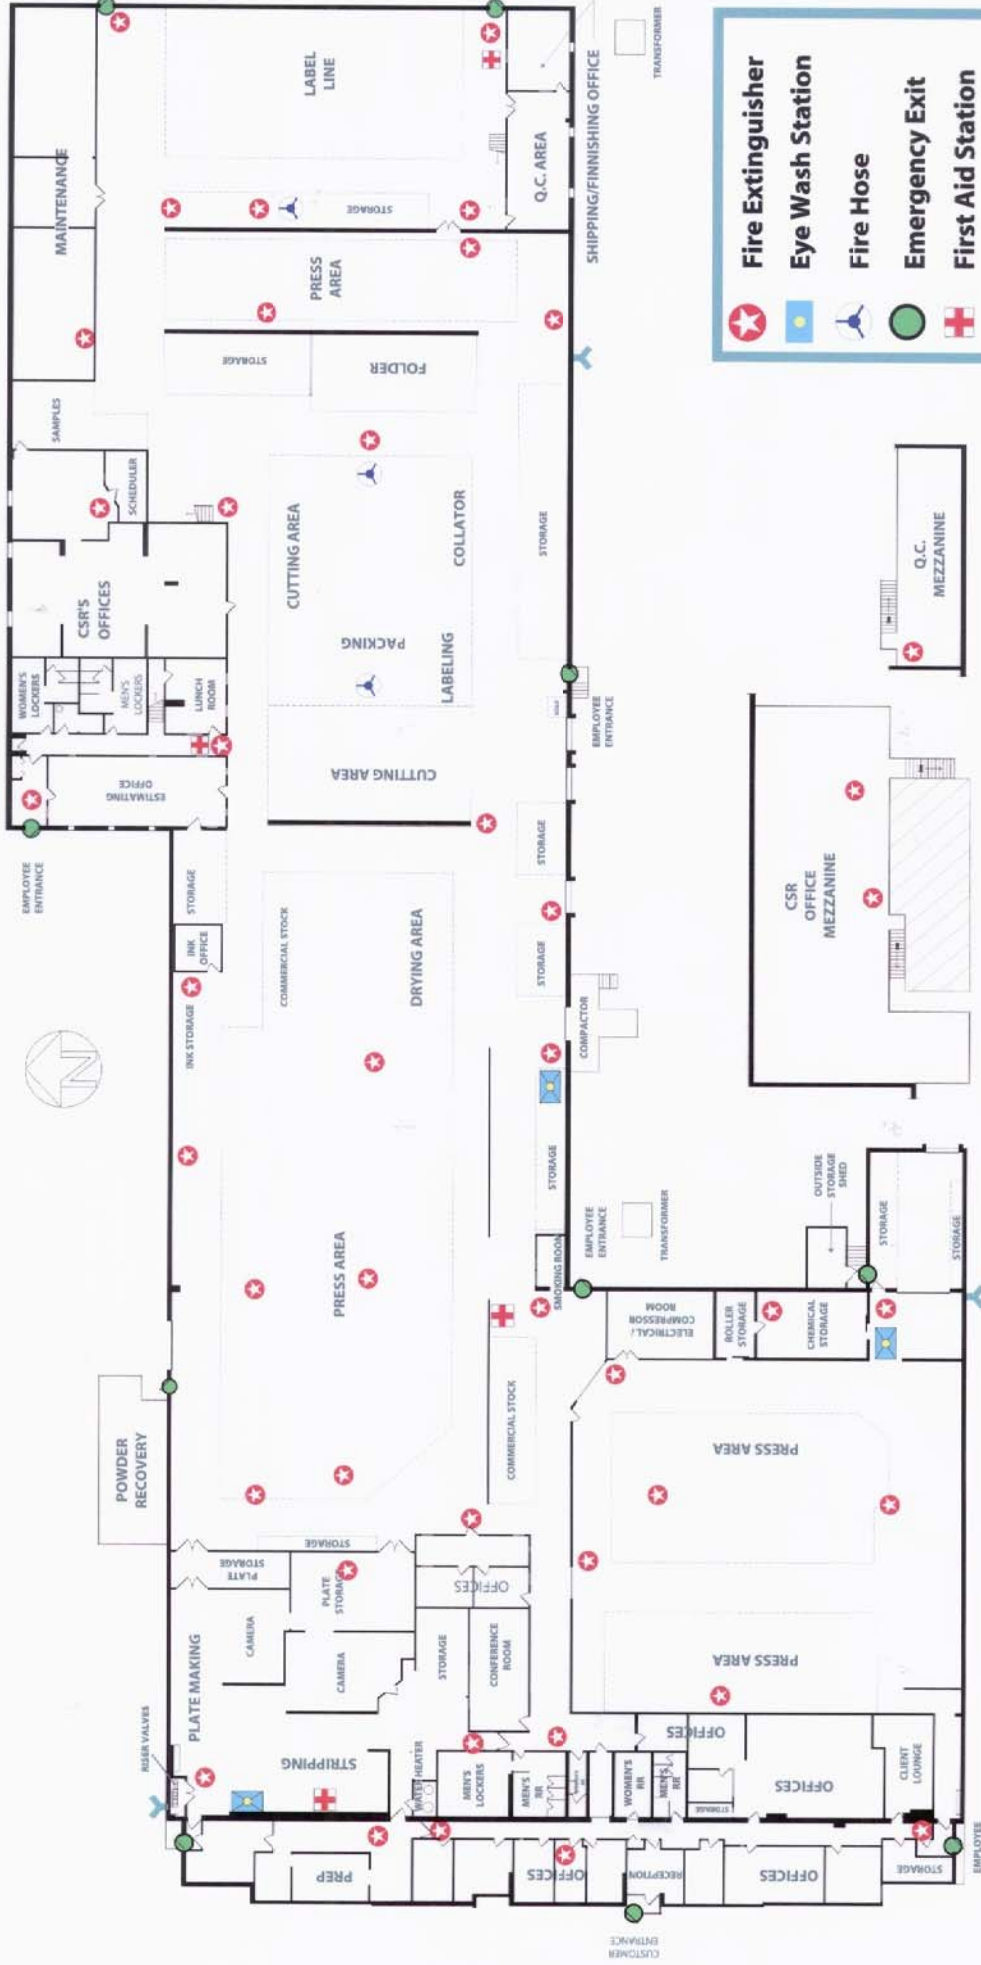 LABEL
LINE
MAINTENANCE
STORAGE
Q.C. AREA
SHIPPING/FINNISHING OFFICE
TRANSFORMER
Fire Extinguisher
Eye Wash Station
Fire Hose
Emergency Exit
First Aid Station
PRESS
AREA
STORAGE
FOLDER
SAMPLES
SCHEDULER
CSR'S
OFFICES
CUTTING AREA
COLLATOR
PACKING
LABELING
STORAGE
WOMEN'S
LOCKERS
MEN'S
LOCKERS
LUNCH
ROOM
ESTIMATING
OFFICE
CUTTING AREA
EMPLOYEE
ENTRANCE
EMPLOYEE
ENTRANCE
Q.C.
MEZZANINE
CSR
OFFICE
MEZZANINE
STORAGE
INK
OFFICE
INK STORAGE
COMMERCIAL STOCK
DRYING AREA
STORAGE
STORAGE
COMPACTOR
N
STORAGE
PRESS AREA
SMOKING ROOM
EMPLOYEE
ENTRANCE
TRANSFORMER
OUTSIDE
STORAGE
SHED
STORAGE
STORAGE
POWDER
RECOVERY
COMMERCIAL STOCK
ELECTRICAL/
COMPRESSOR
ROOM
ROLLER
STORAGE
CHEMICAL
STORAGE
PRESS AREA
STORAGE
PLATE
STORAGE
PLATE
STORAGE
OFFICES
CAMERA
CAMERA
STORAGE
CONFERENCE
ROOM
PLATE MAKING
PRESS AREA
RISER VALVES
STRIPPING
WATER HEATER
MEN'S
LOCKERS
MEN'S
RR
WOMEN'S
RR
MEN'S
RR
OFFICES
STORAGE
OFFICES
CLIENT
LOUNGE
PREP
OFFICES
RECEPTION
OFFICES
STORAGE
EMPLOYEE
CUSTOMER
ENTRANCE